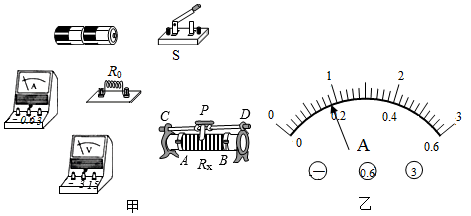 S
A
- 0.6 3
R₀
V
- 3 15
C P D
A Rₓ B
甲
0 1 2 3
0 0.2 0.4 0.6
A
− 0.6 3
乙